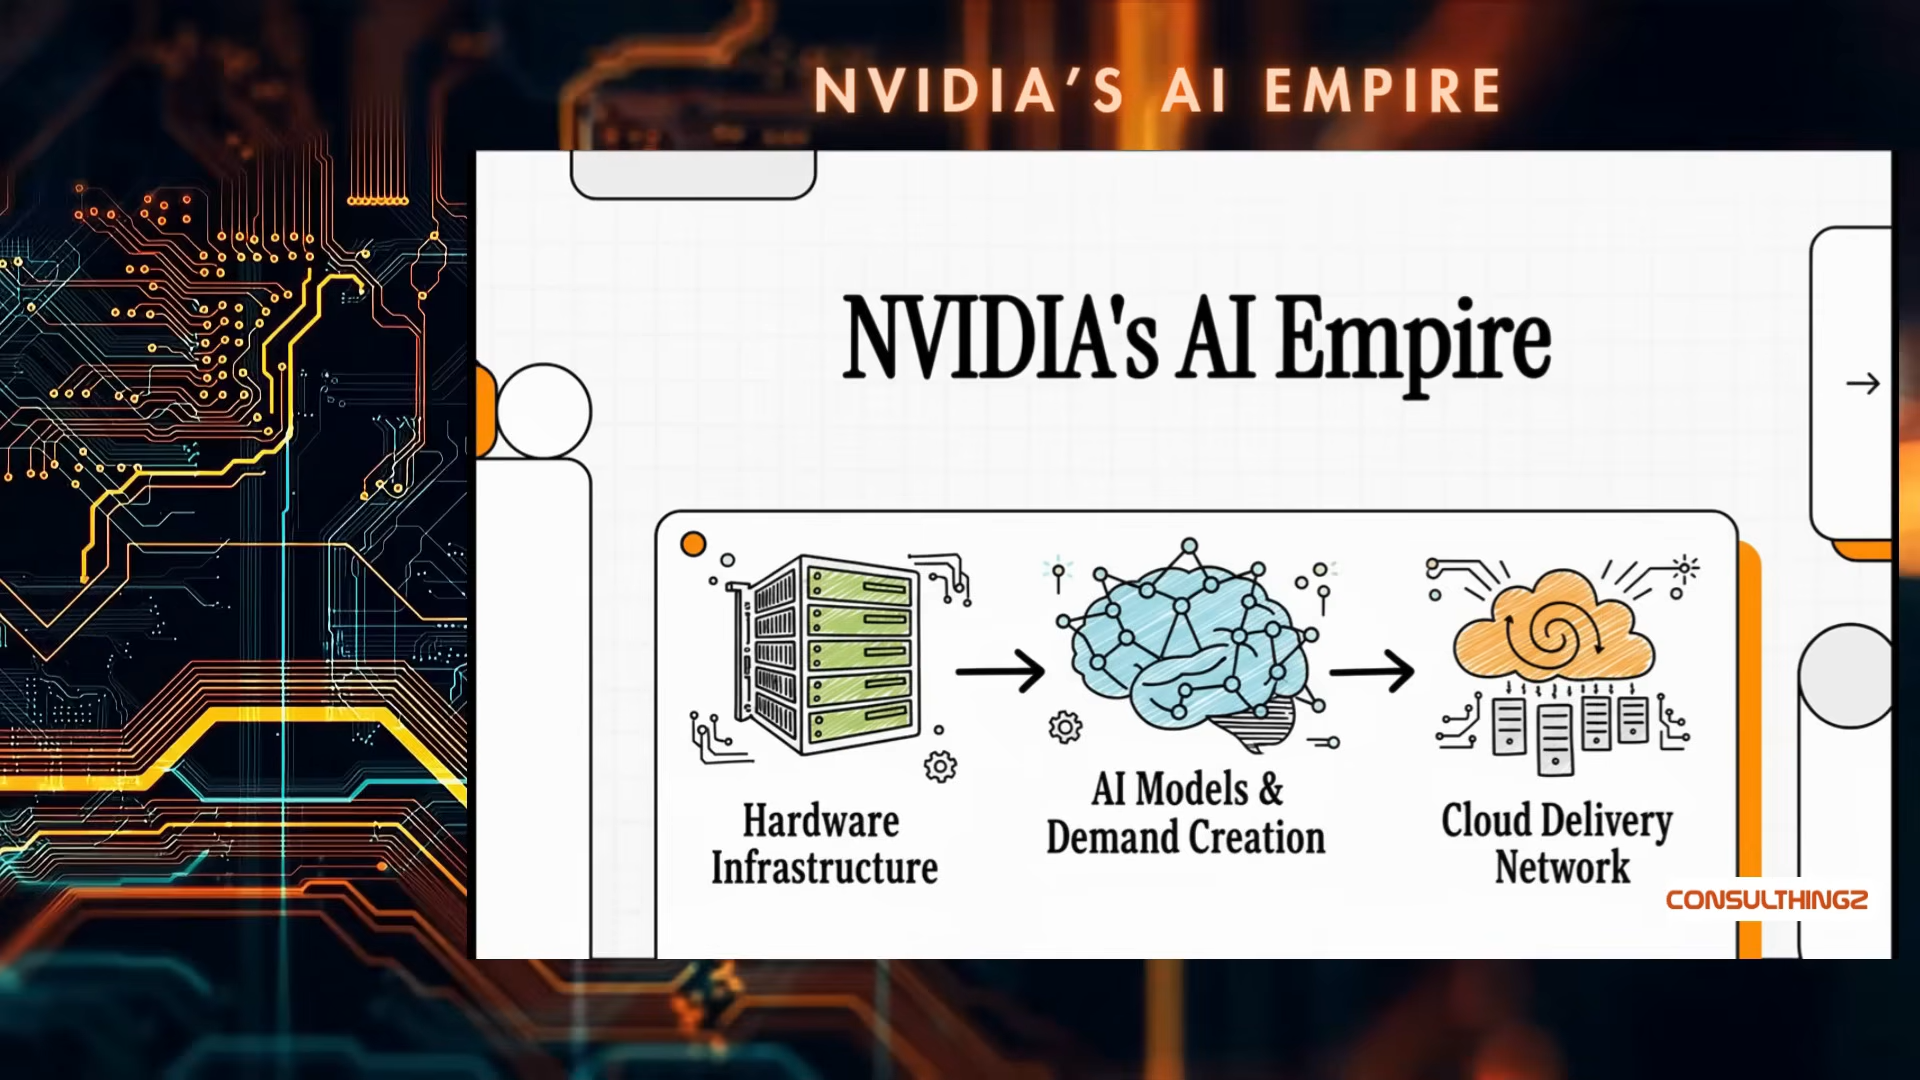 NVIDIA’S AI EMPIRE
NVIDIA's AI Empire
Hardware
Infrastructure
AI Models &
Demand Creation
Cloud Delivery
Network
CONSULTHINGZ